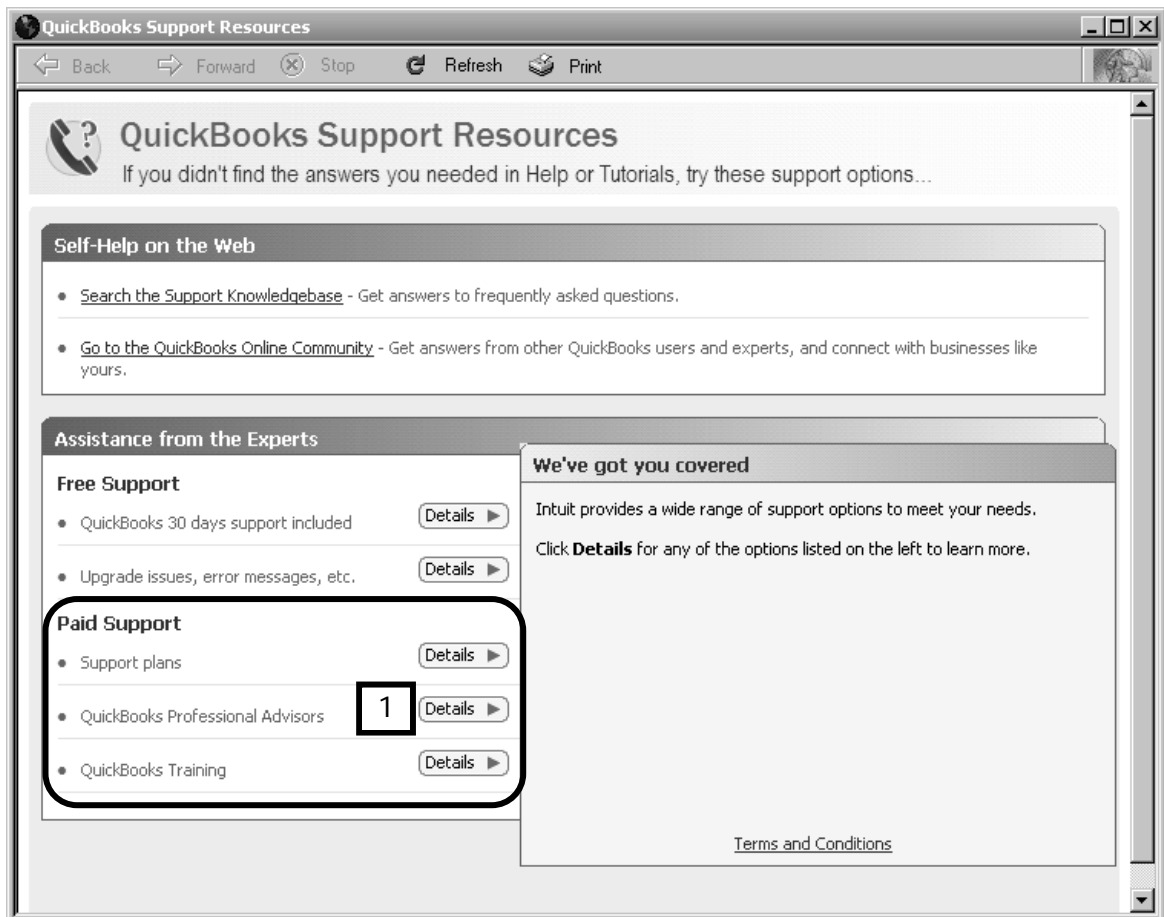 QuickBooks Support Resources
Back Forward Stop Refresh Print
?
QuickBooks Support Resources
If you didn't find the answers you needed in Help or Tutorials, try these support options...
Self-Help on the Web
• Search the Support Knowledgebase - Get answers to frequently asked questions.
• Go to the QuickBooks Online Community - Get answers from other QuickBooks users and experts, and connect with businesses like
yours.
Assistance from the Experts
Free Support
• QuickBooks 30 days support included Details
• Upgrade issues, error messages, etc. Details
Paid Support
• Support plans Details
• QuickBooks Professional Advisors 1 Details
• QuickBooks Training Details
We've got you covered
Intuit provides a wide range of support options to meet your needs.
Click Details for any of the options listed on the left to learn more.
Terms and Conditions